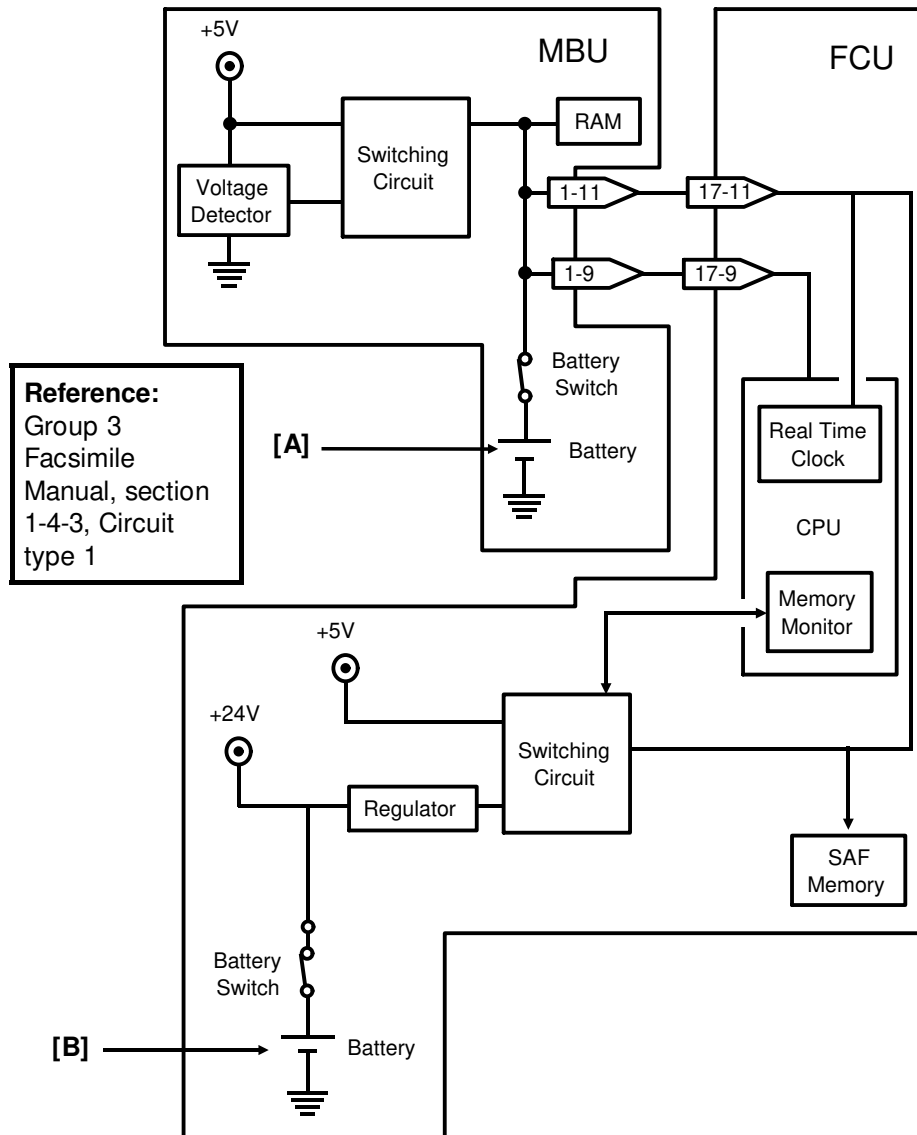 +5V
MBU
FCU
Switching
Circuit
RAM
Voltage
Detector
1-11
17-11
1-9
17-9
Battery
Switch
Reference:
Group 3
Facsimile
Manual, section
1-4-3, Circuit
type 1
[A]
Battery
Real Time
Clock
CPU
Memory
Monitor
+5V
+24V
Switching
Circuit
Regulator
SAF
Memory
Battery
Switch
[B]
Battery